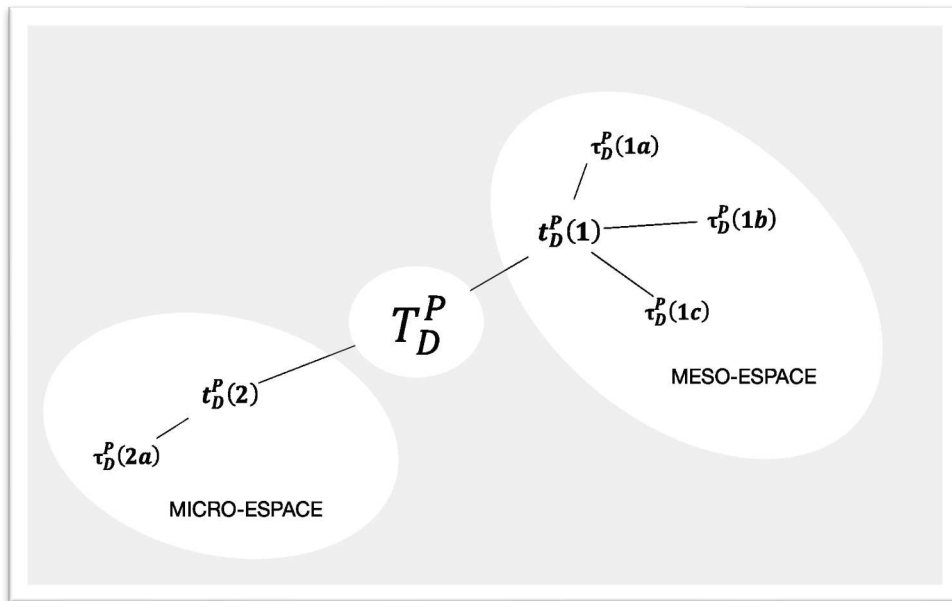 τ_D^P(1a)
t_D^P(1)
τ_D^P(1b)
τ_D^P(1c)
T_D^P
MESO-ESPACE
t_D^P(2)
τ_D^P(2a)
MICRO-ESPACE